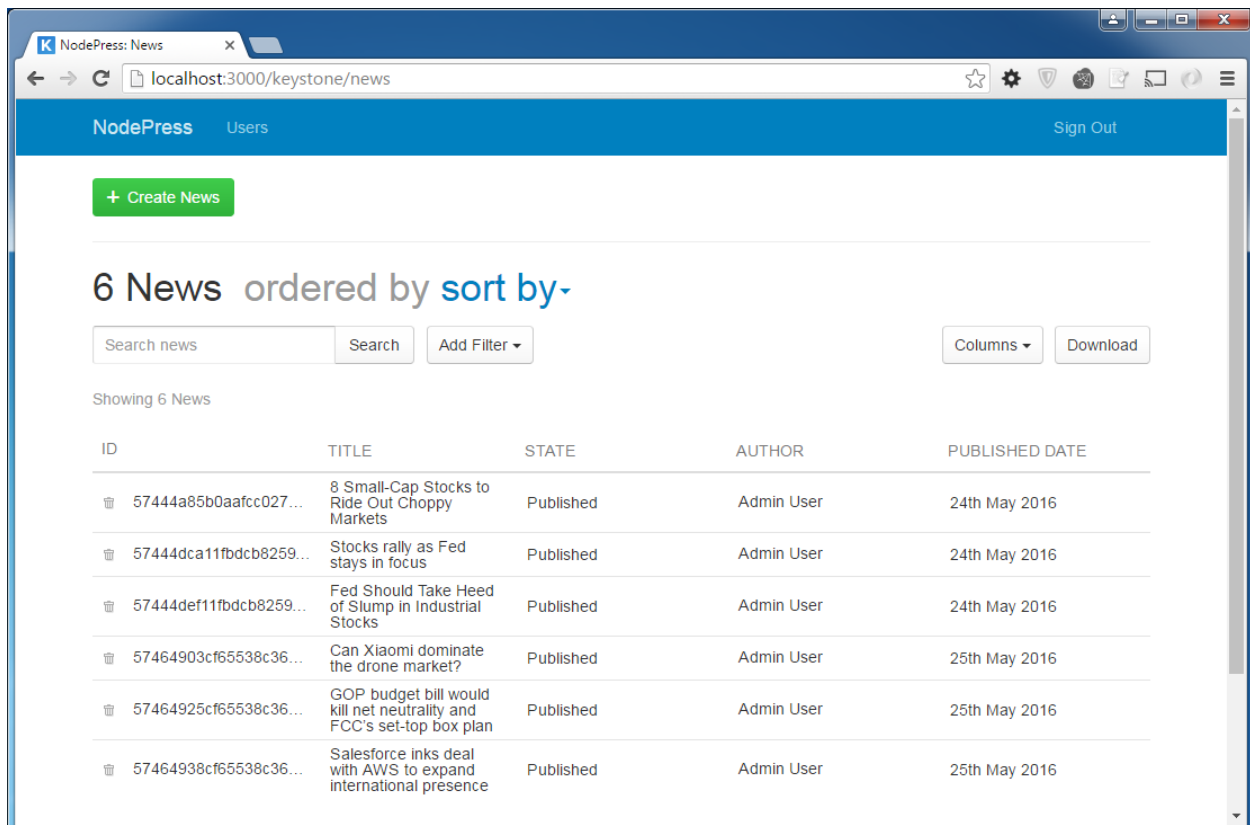 NodePress: News
localhost:3000/keystone/news
NodePress Users Sign Out
+ Create News
6 News ordered by sort by
Search news Search Add Filter Columns Download
Showing 6 News
ID TITLE STATE AUTHOR PUBLISHED DATE
57444a85b0aafcc027... 8 Small-Cap Stocks to
Ride Out Choppy
Markets Published Admin User 24th May 2016
57444dca11fbdcb8259... Stocks rally as Fed
stays in focus Published Admin User 24th May 2016
57444def11fbdcb8259... Fed Should Take Heed
of Slump in Industrial
Stocks Published Admin User 24th May 2016
57464903cf65538c36... Can Xiaomi dominate
the drone market? Published Admin User 25th May 2016
57464925cf65538c36... GOP budget bill would
kill net neutrality and
FCC's set-top box plan Published Admin User 25th May 2016
57464938cf65538c36... Salesforce inks deal
with AWS to expand
international presence Published Admin User 25th May 2016